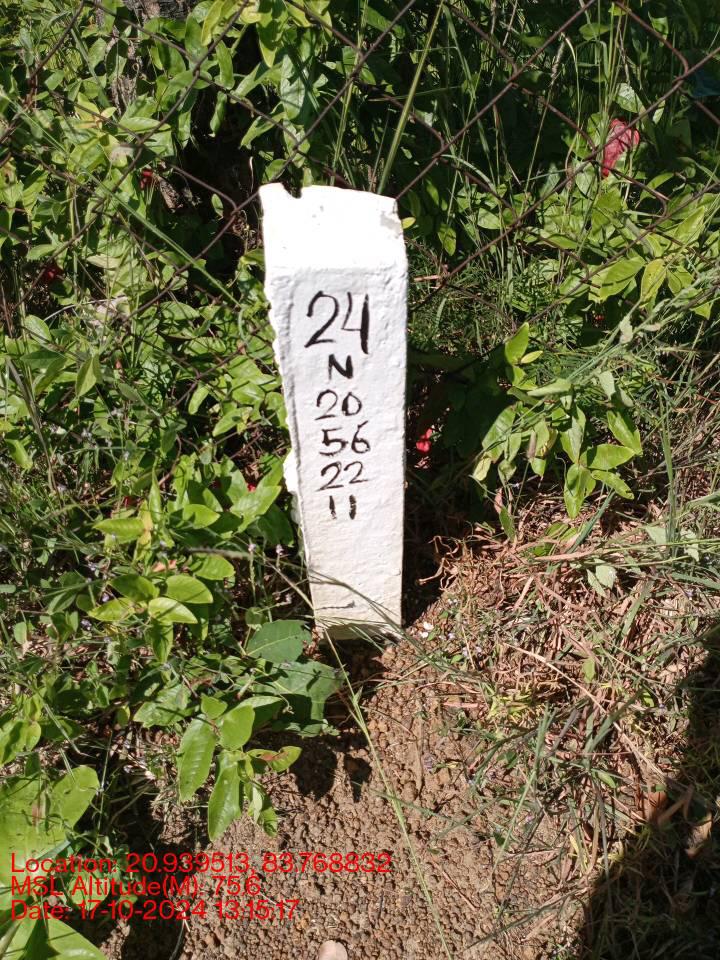 24
N
20
56
22
11
Location: 20.939513, 83.768832
MSL Altitude(M): 75.6
Date: 17-10-2024 13:15:17